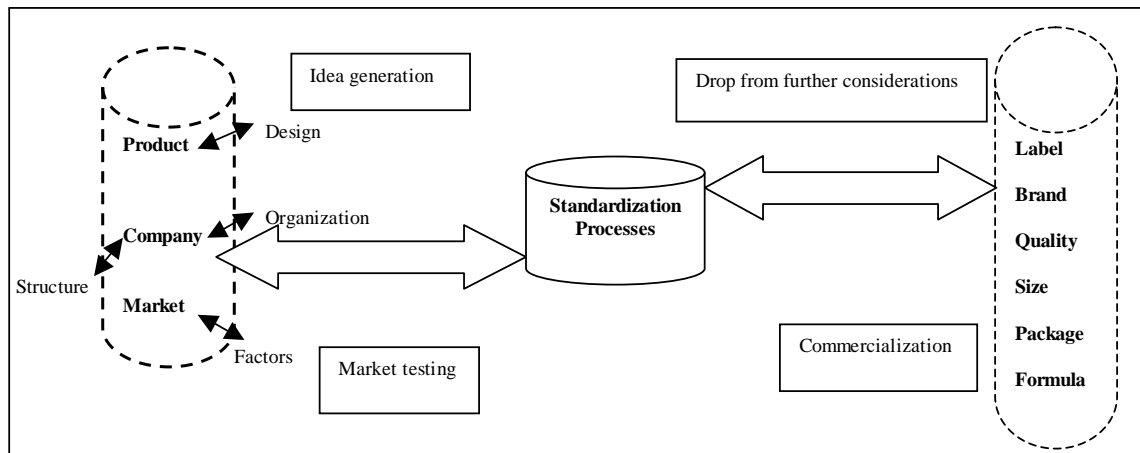 Idea generation
Drop from further considerations
Product
Design
Company
Organization
Structure
Market
Factors
Market testing
Standardization
Processes
Commercialization
Label
Brand
Quality
Size
Package
Formula